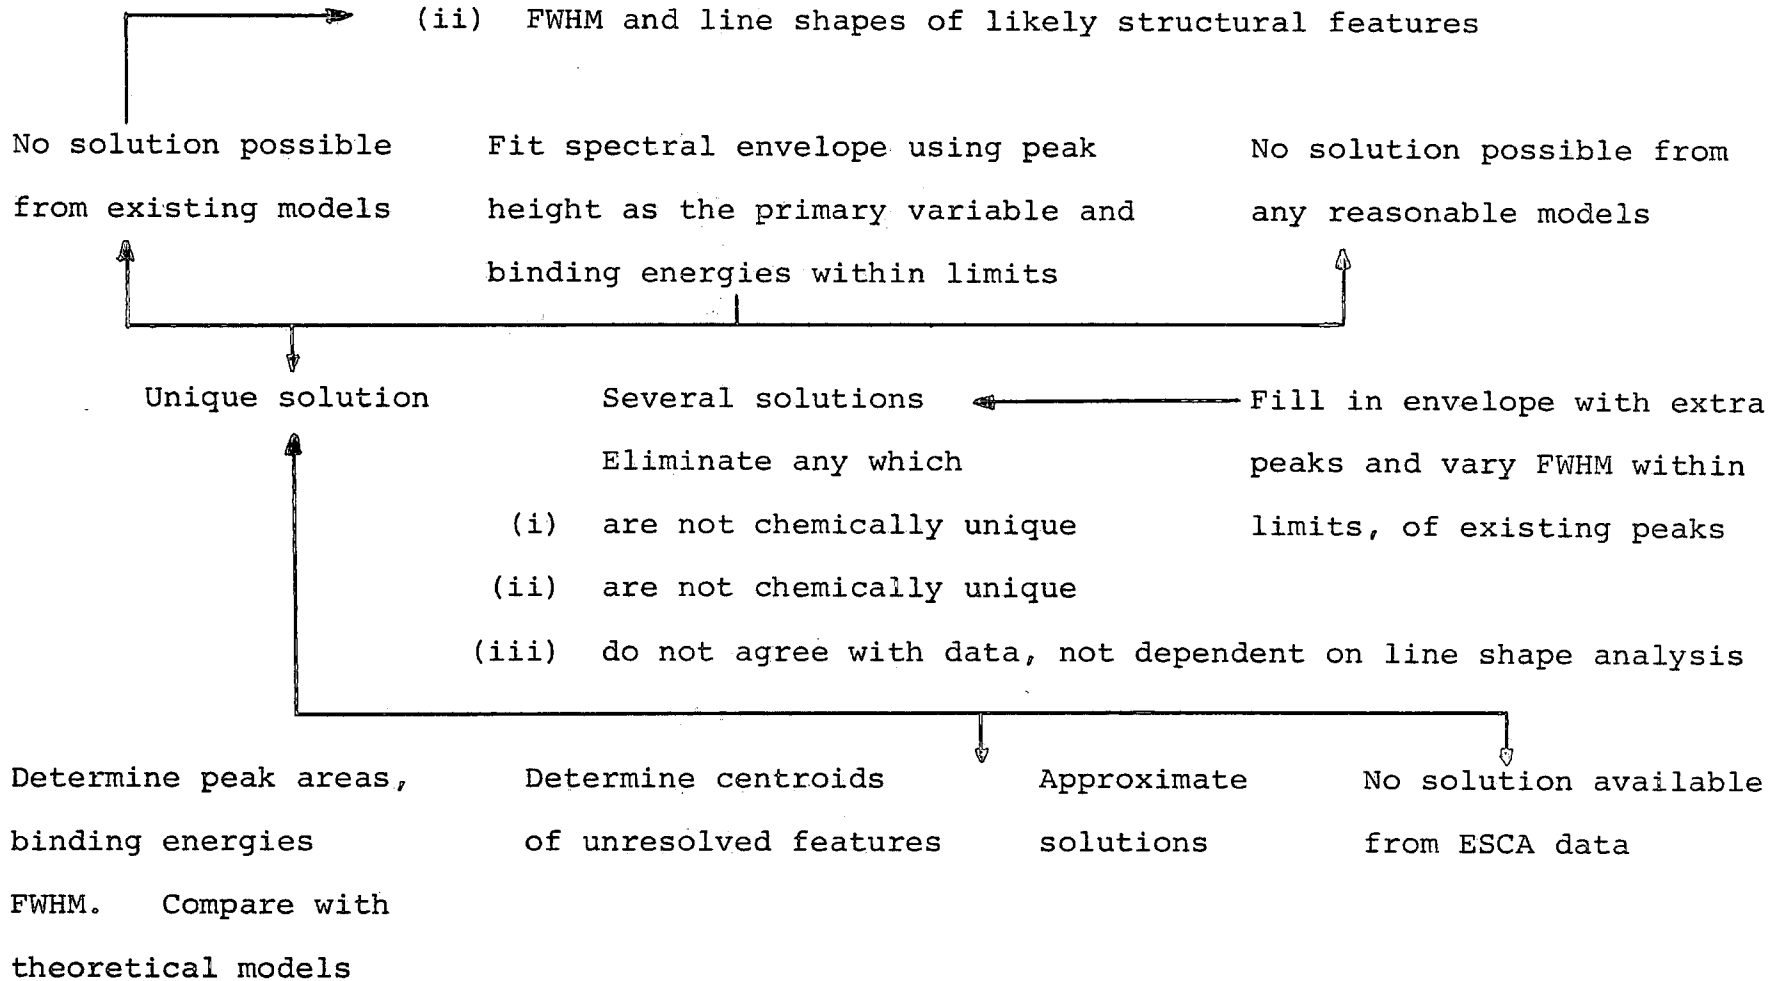 (ii) FWHM and line shapes of likely structural features
No solution possible
from existing models
Fit spectral envelope using peak
height as the primary variable and
binding energies within limits
No solution possible from
any reasonable models
Unique solution
Several solutions
Eliminate any which
(i) are not chemically unique
(ii) are not chemically unique
(iii) do not agree with data, not dependent on line shape analysis
Fill in envelope with extra
peaks and vary FWHM within
limits, of existing peaks
Determine peak areas,
binding energies
FWHM. Compare with
theoretical models
Determine centroids
of unresolved features
Approximate
solutions
No solution available
from ESCA data